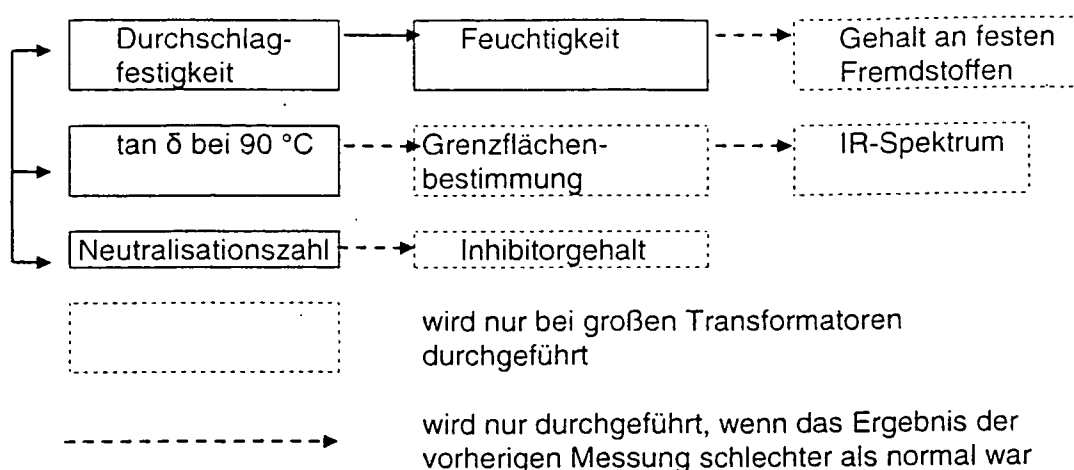 Durchschlag-
festigkeit
Feuchtigkeit
Gehalt an festen
Fremdstoffen
tan δ bei 90 °C
Grenzflächen-
bestimmung
IR-Spektrum
Neutralisationszahl
Inhibitorgehalt
wird nur bei großen Transformatoren
durchgeführt
wird nur durchgeführt, wenn das Ergebnis der
vorherigen Messung schlechter als normal war